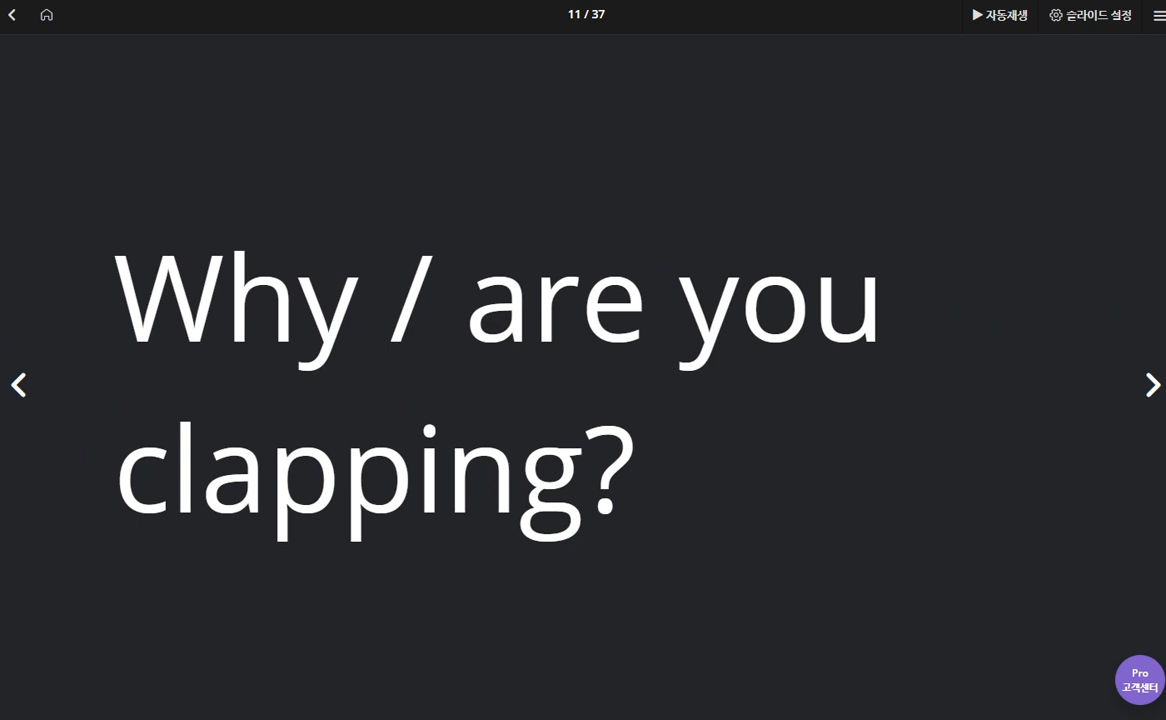 11 / 37
▶ 자동재생
슬라이드 설정
Why / are you
clapping?
Pro
고객센터